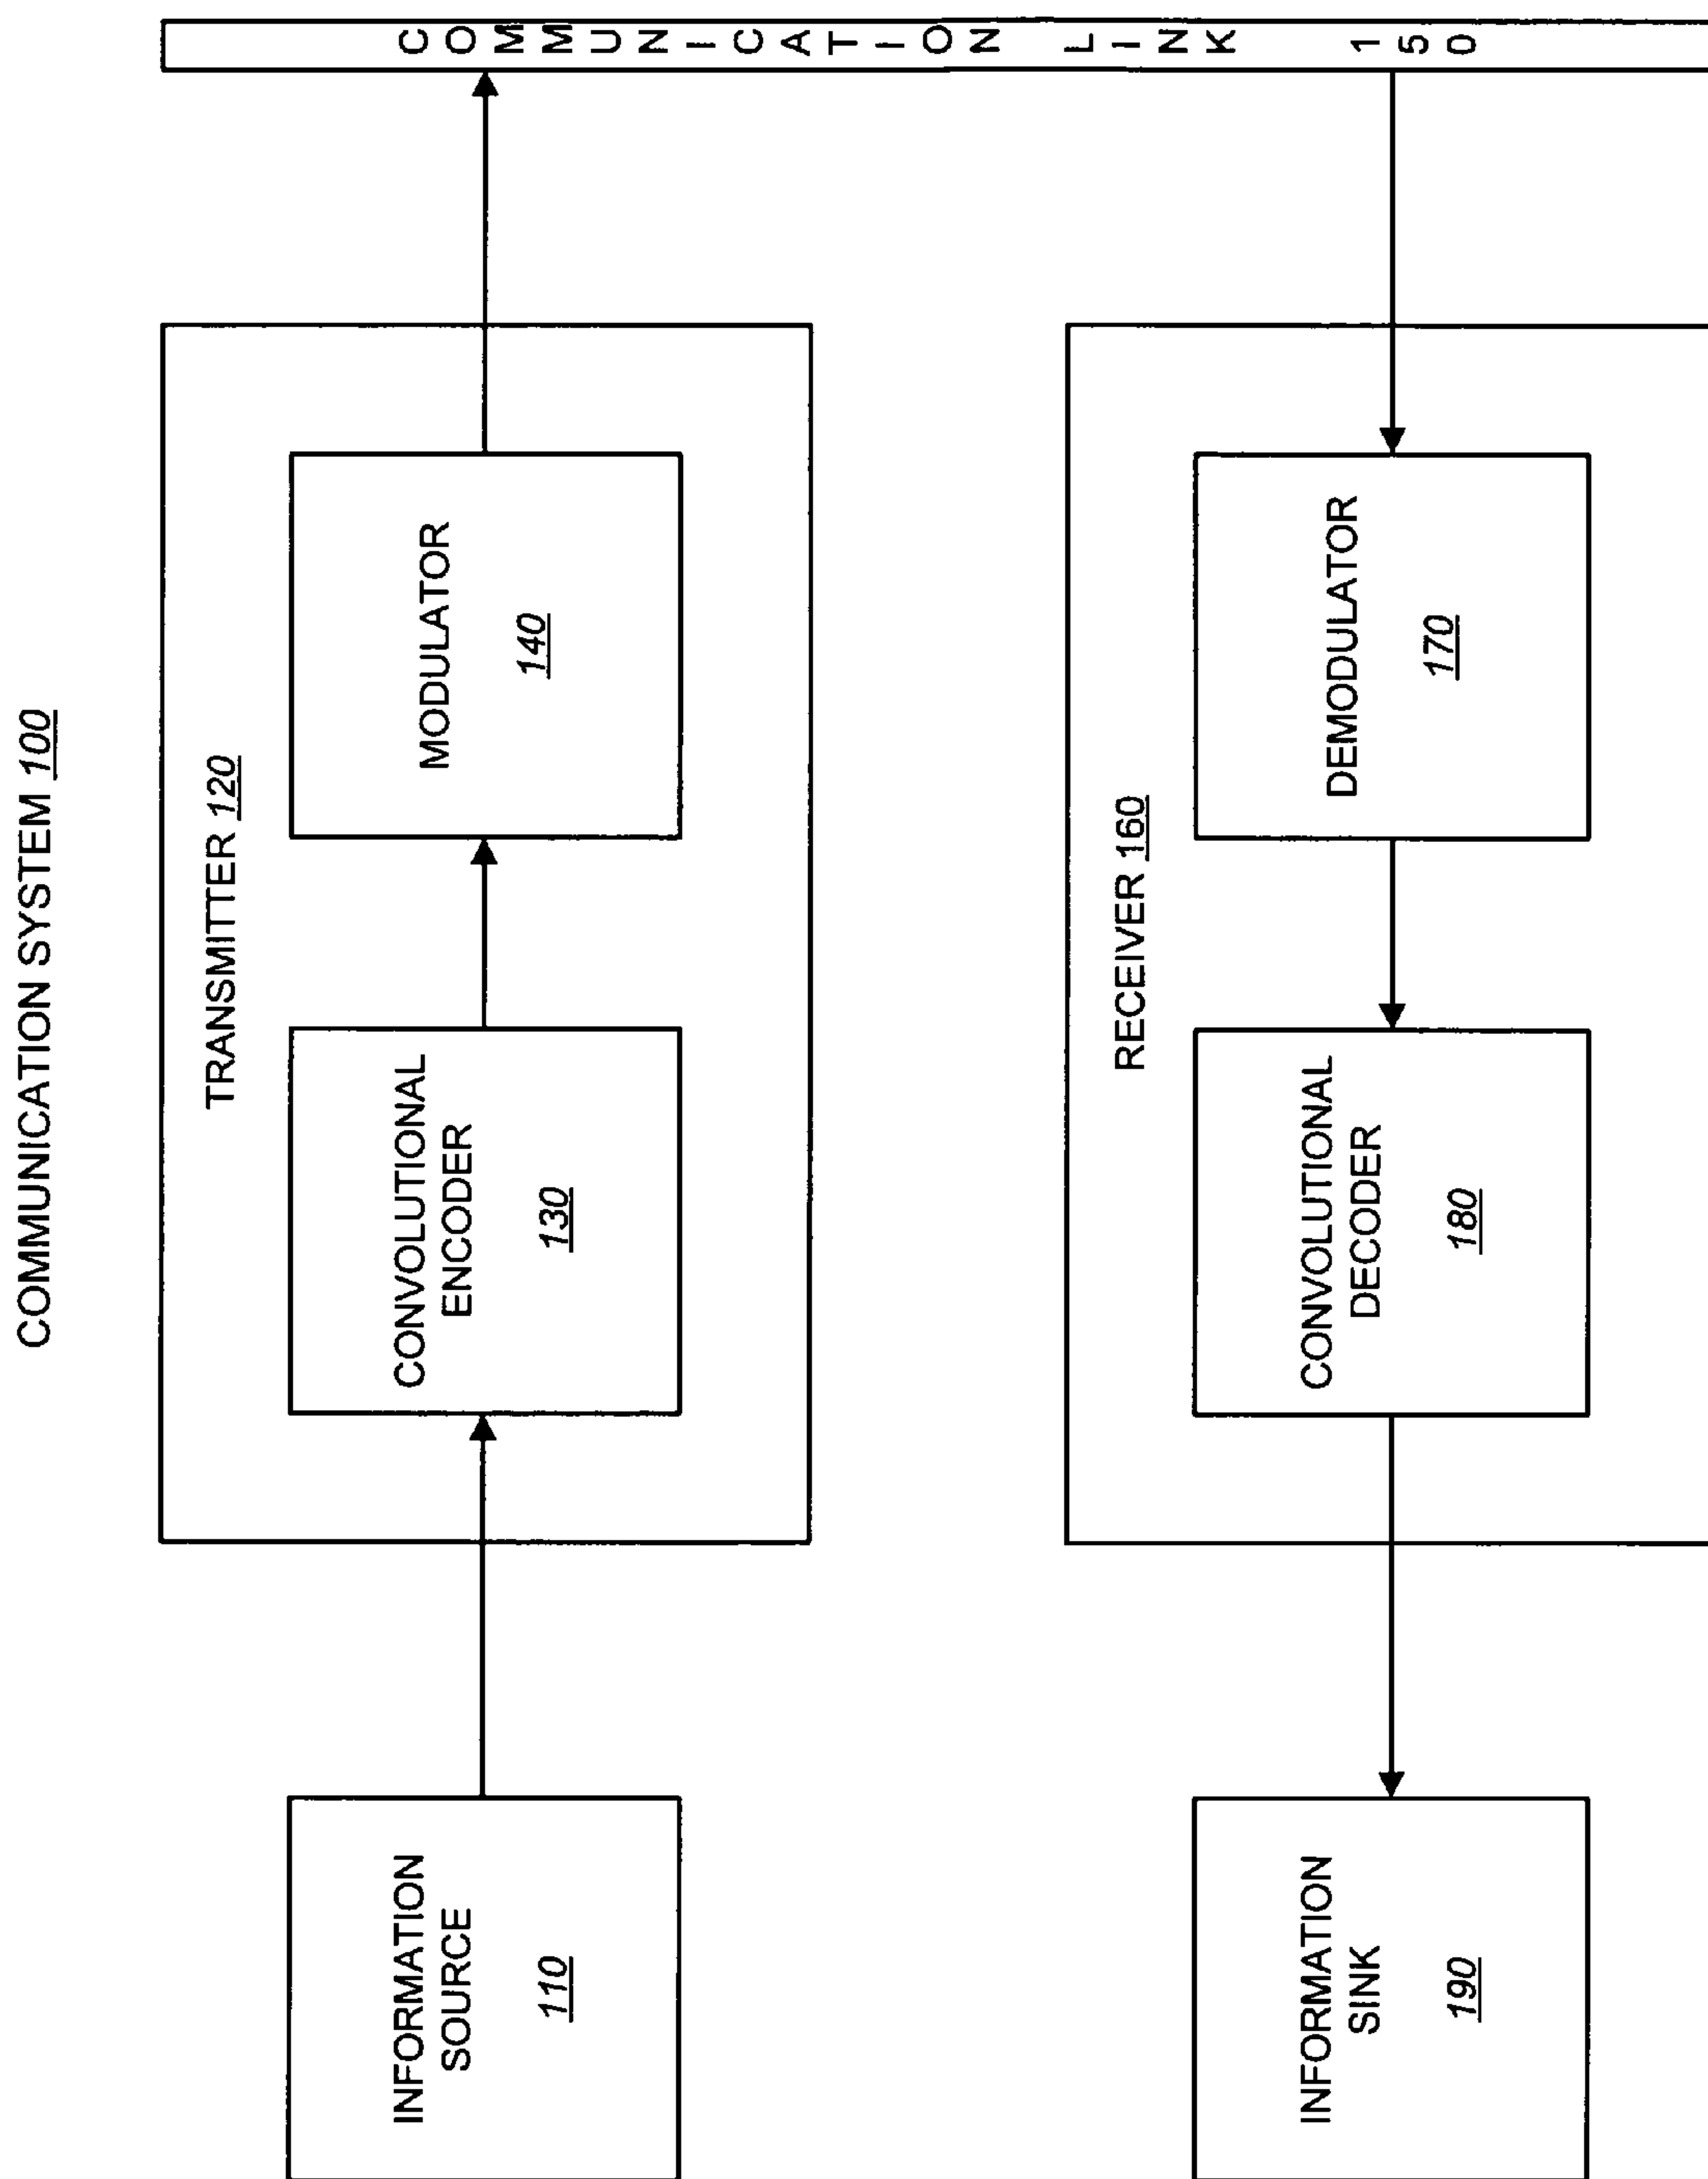 COMMUNICATION SYSTEM 100
TRANSMITTER 120
INFORMATION
SOURCE
110
CONVOLUTIONAL
ENCODER
130
MODULATOR
140
COMMUNICATION LINK 150
RECEIVER 160
INFORMATION
SINK
190
CONVOLUTIONAL
DECODER
180
DEMODULATOR
170